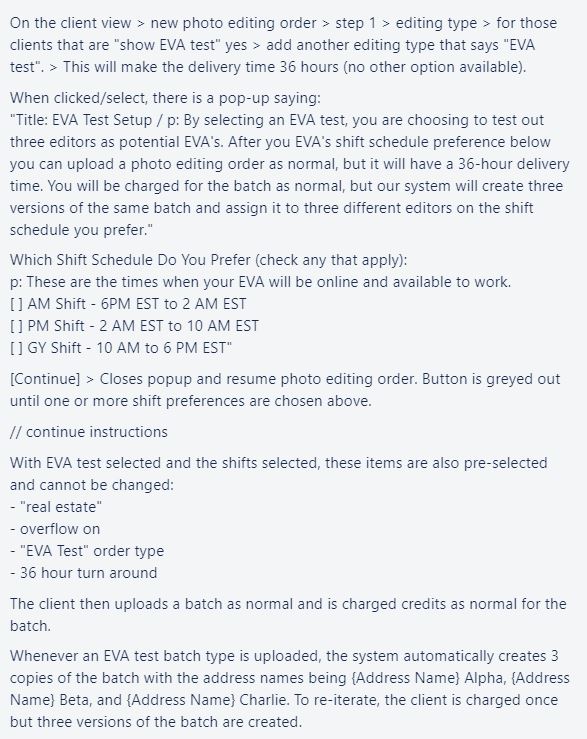 On the client view > new photo editing order > step 1 > editing type > for those
clients that are "show EVA test" yes > add another editing type that says "EVA
test". > This will make the delivery time 36 hours (no other option available).
When clicked/select, there is a pop-up saying:
"Title: EVA Test Setup / p: By selecting an EVA test, you are choosing to test out
three editors as potential EVA's. After you EVA's shift schedule preference below
you can upload a photo editing order as normal, but it will have a 36-hour delivery
time. You will be charged for the batch as normal, but our system will create three
versions of the same batch and assign it to three different editors on the shift
schedule you prefer."
Which Shift Schedule Do You Prefer (check any that apply):
p: These are the times when your EVA will be online and available to work.
[ ] AM Shift - 6PM EST to 2 AM EST
[ ] PM Shift - 2 AM EST to 10 AM EST
[ ] GY Shift - 10 AM to 6 PM EST"
[Continue] > Closes popup and resume photo editing order. Button is greyed out
until one or more shift preferences are chosen above.
// continue instructions
With EVA test selected and the shifts selected, these items are also pre-selected
and cannot be changed:
- "real estate"
- overflow on
- "EVA Test" order type
- 36 hour turn around
The client then uploads a batch as normal and is charged credits as normal for the
batch.
Whenever an EVA test batch type is uploaded, the system automatically creates 3
copies of the batch with the address names being {Address Name} Alpha, {Address
Name} Beta, and {Address Name} Charlie. To re-iterate, the client is charged once
but three versions of the batch are created.